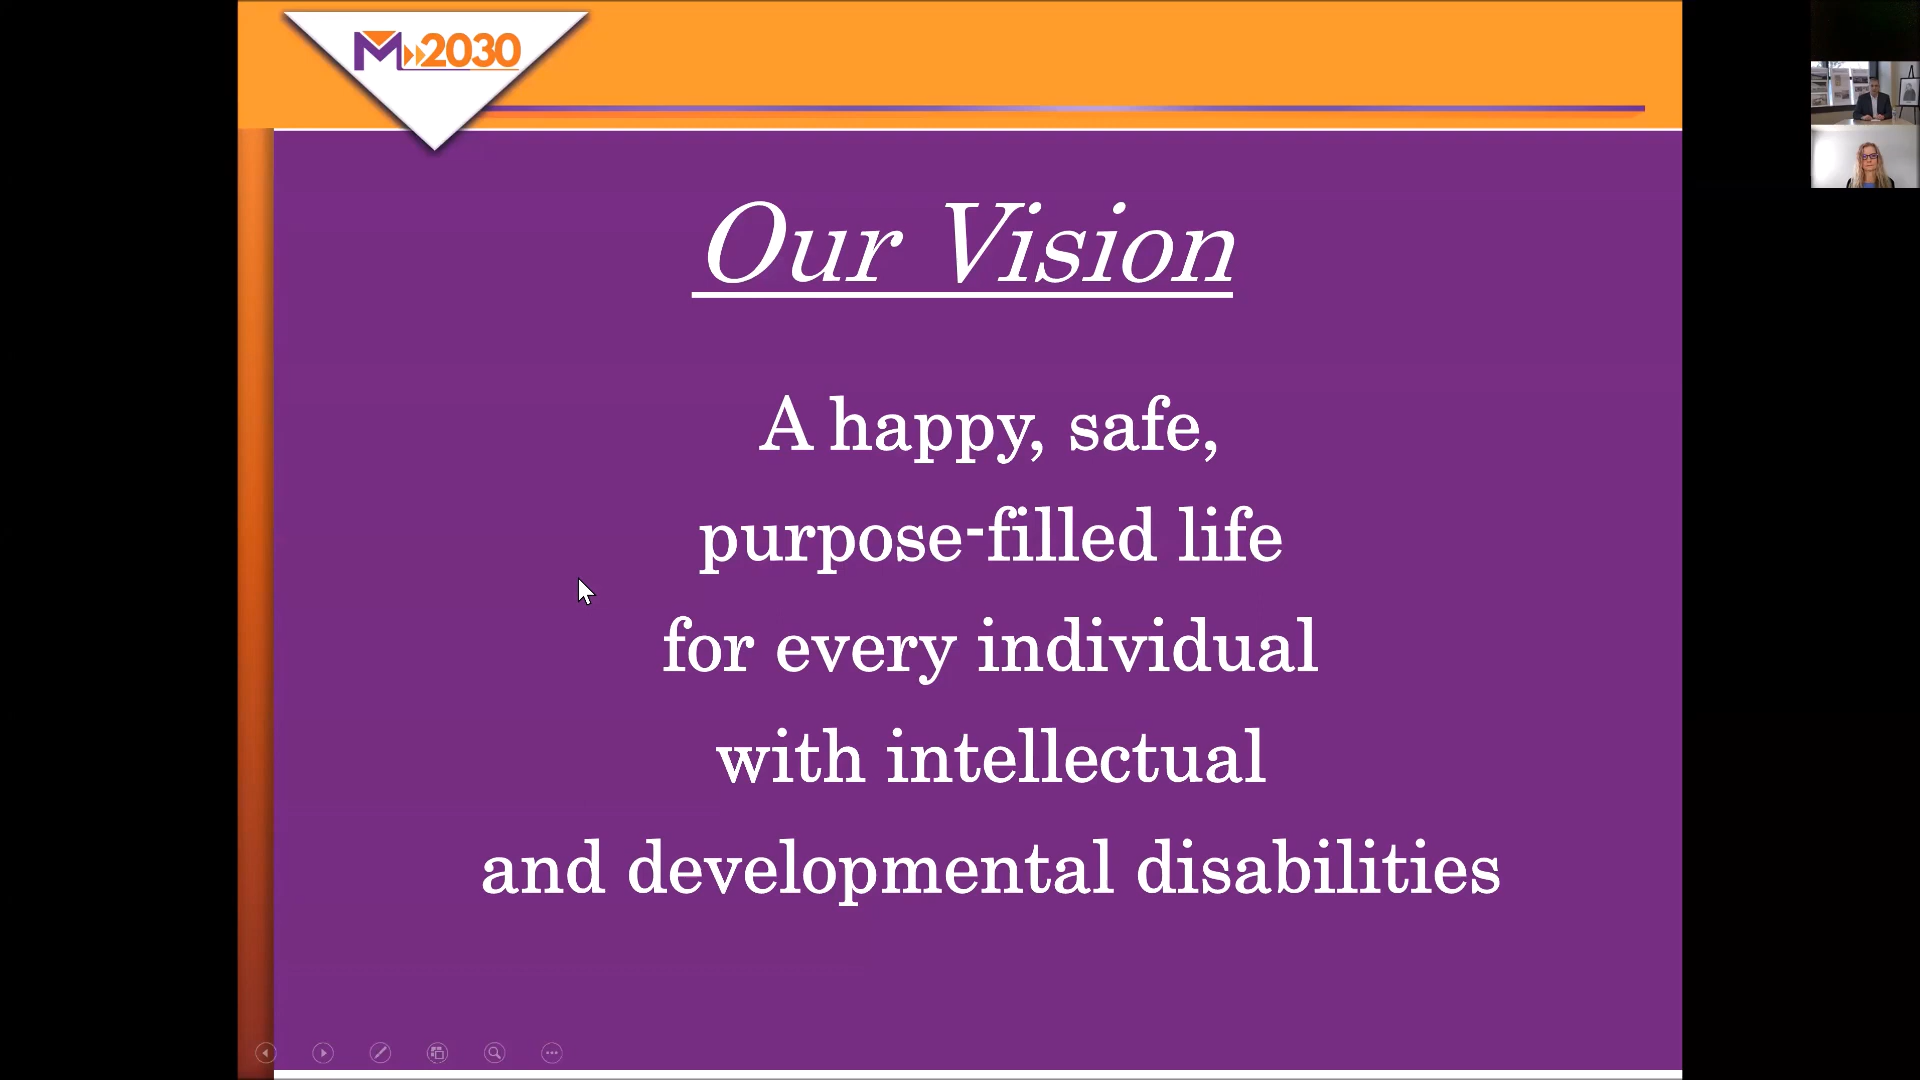 M 2030
Our Vision
A happy, safe,
purpose-filled life
for every individual
with intellectual
and developmental disabilities